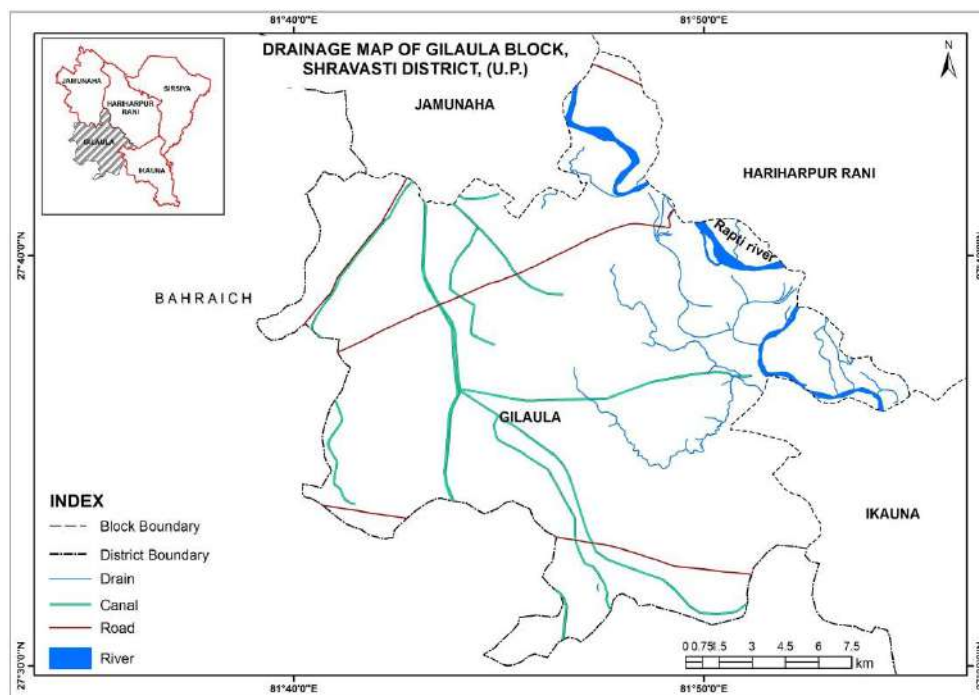 81°40'0"E
81°50'0"E
DRAINAGE MAP OF GILAULA BLOCK,
SHRAVASTI DISTRICT, (U.P.)
N
JAMUNAHA
SIRSIYA
HARIHARPUR
RANI
GILAULA
IKAUNA
JAMUNAHA
HARIHARPUR RANI
Rapti river
27°40'0"N
BAHRAICH
GILAULA
IKAUNA
INDEX
Block Boundary
District Boundary
Drain
Canal
Road
River
0 0.75 1.5 3 4.5 6 7.5
km
27°30'0"N
81°40'0"E
81°50'0"E